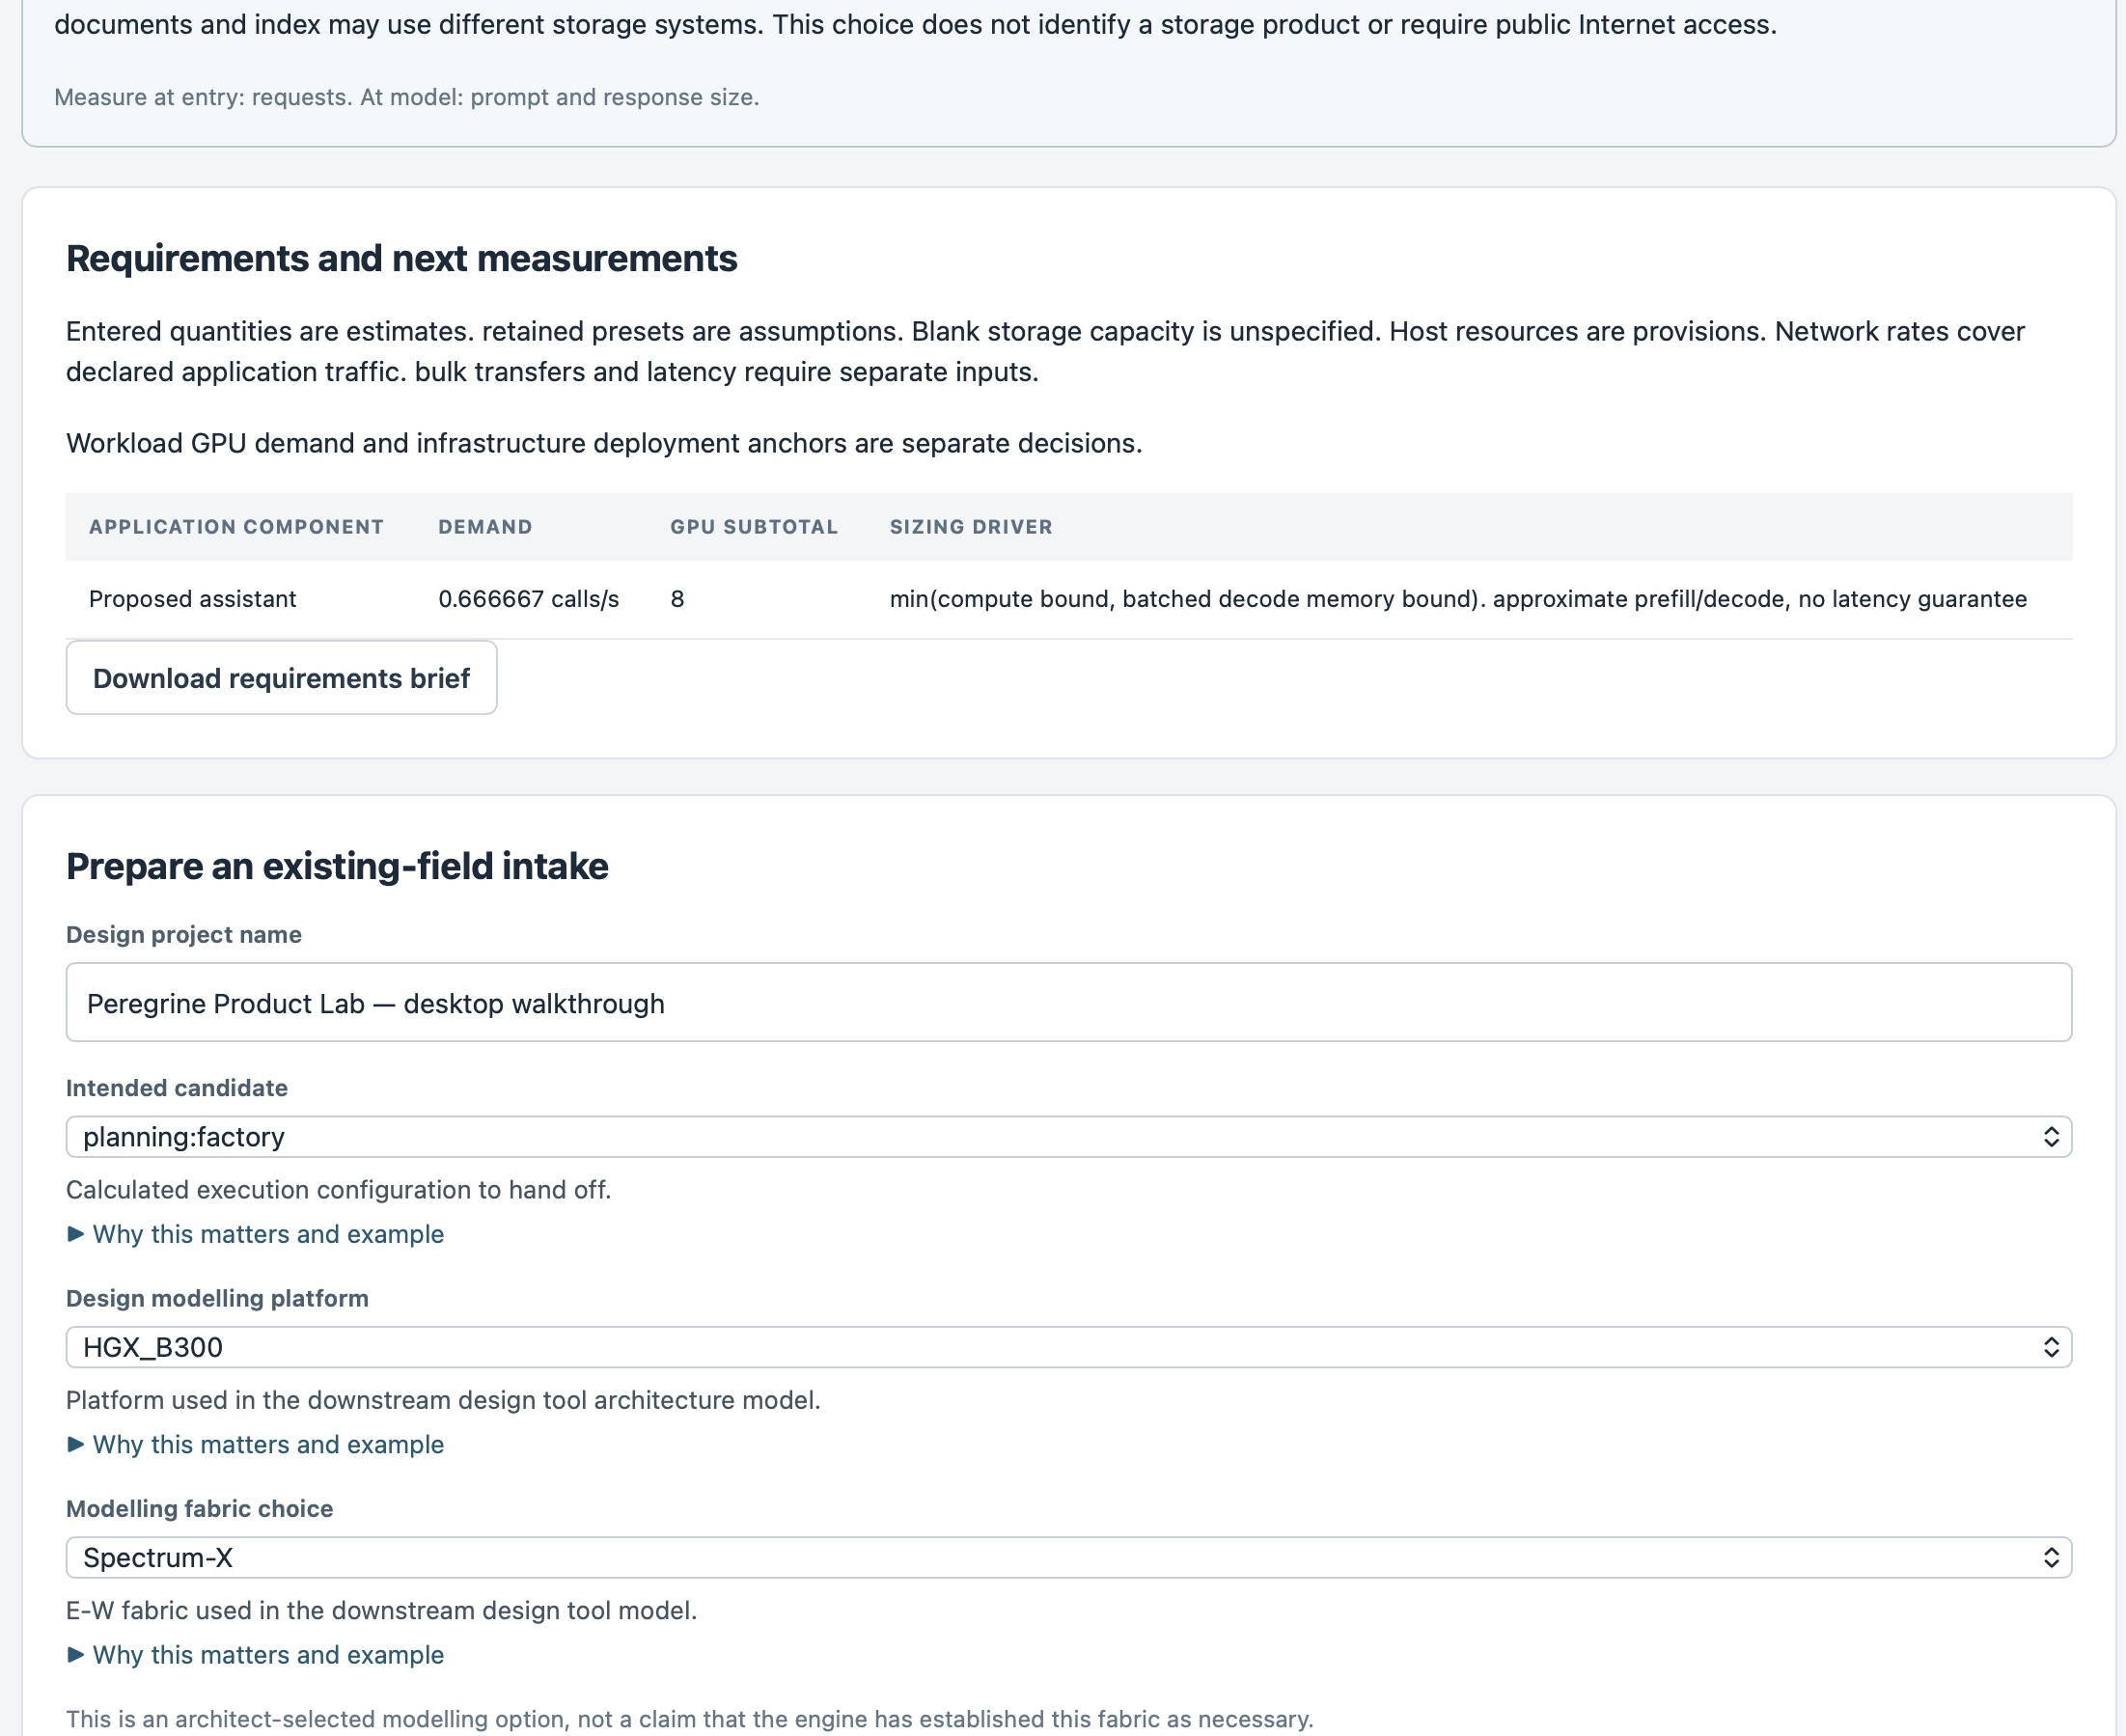 documents and index may use different storage systems. This choice does not identify a storage product or require public Internet access.
Measure at entry: requests. At model: prompt and response size.
Requirements and next measurements
Entered quantities are estimates. retained presets are assumptions. Blank storage capacity is unspecified. Host resources are provisions. Network rates cover
declared application traffic. bulk transfers and latency require separate inputs.
Workload GPU demand and infrastructure deployment anchors are separate decisions.
APPLICATION COMPONENT DEMAND GPU SUBTOTAL SIZING DRIVER
Proposed assistant 0.666667 calls/s 8 min(compute bound, batched decode memory bound). approximate prefill/decode, no latency guarantee
Download requirements brief
Prepare an existing-field intake
Design project name
Peregrine Product Lab — desktop walkthrough
Intended candidate
planning:factory
Calculated execution configuration to hand off.
Why this matters and example
Design modelling platform
HGX_B300
Platform used in the downstream design tool architecture model.
Why this matters and example
Modelling fabric choice
Spectrum-X
E-W fabric used in the downstream design tool model.
Why this matters and example
This is an architect-selected modelling option, not a claim that the engine has established this fabric as necessary.